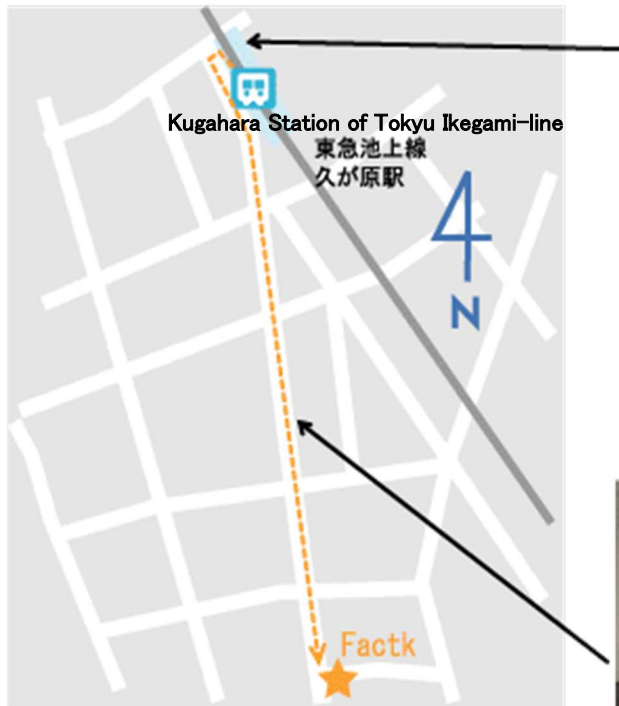 Kugahara Station of Tokyu Ikegami-line
東急池上線
久が原駅
N
Factk